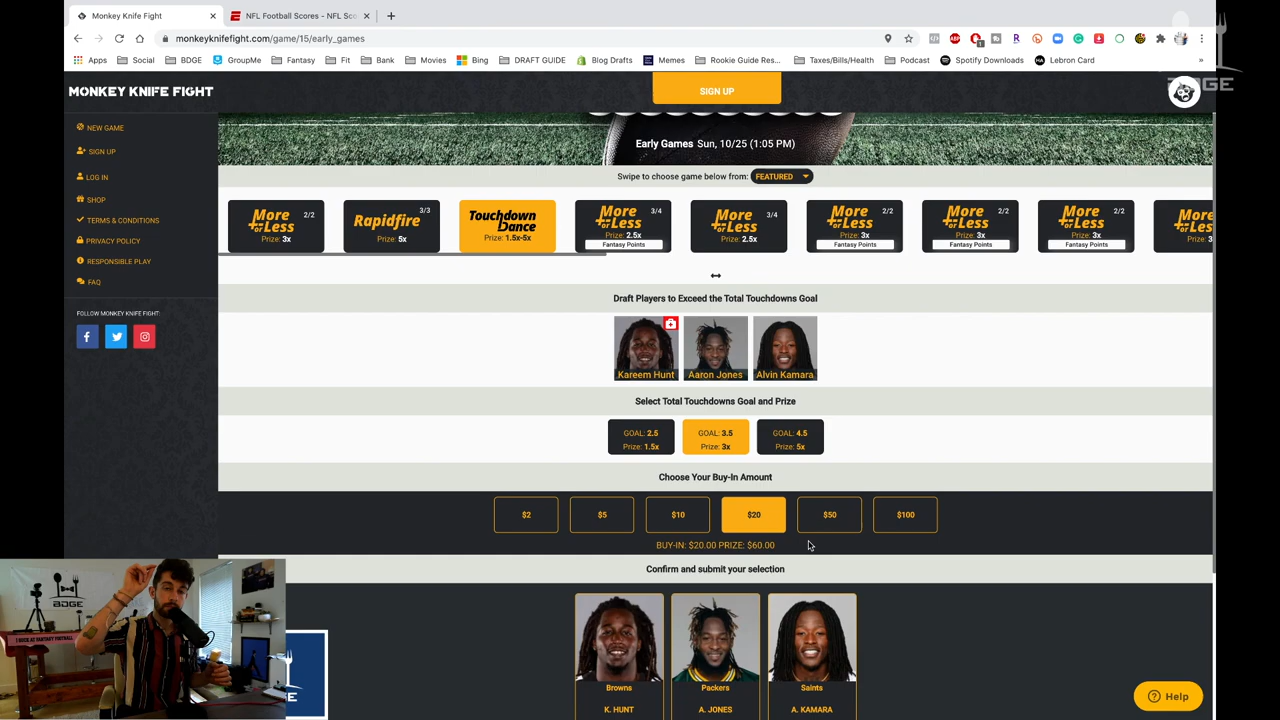 Monkey Knife Fight
NFL Football Scores - NFL Sco
monkeyknifefight.com/game/15/early_games
Apps
Social
BDGE
GroupMe
Fantasy
Fit
Bank
Movies
Bing
DRAFT GUIDE
Blog Drafts
Memes
Rookie Guide Res...
Taxes/Bills/Health
Podcast
Spotify Downloads
Lebron Card
MONKEY KNIFE FIGHT
SIGN UP
NEW GAME
SIGN UP
LOG IN
SHOP
TERMS & CONDITIONS
PRIVACY POLICY
RESPONSIBLE PLAY
FAQ
FOLLOW MONKEY KNIFE FIGHT:
Early Games Sun, 10/25 (1:05 PM)
Swipe to choose game below from: FEATURED
More or Less 2/2
Prize: 3x
Rapidfire 3/3
Prize: 5x
Touchdown Dance
Prize: 1.5x-5x
More or Less 3/4
Prize: 2.5x
Fantasy Points
More or Less 3/4
Prize: 2.5x
More or Less 2/2
Prize: 3x
Fantasy Points
More or Less 2/2
Prize: 3x
Fantasy Points
More or Less 2/2
Prize: 3x
Fantasy Points
Draft Players to Exceed the Total Touchdowns Goal
Kareem Hunt
Aaron Jones
Alvin Kamara
Select Total Touchdowns Goal and Prize
GOAL: 2.5
Prize: 1.5x
GOAL: 3.5
Prize: 3x
GOAL: 4.5
Prize: 5x
Choose Your Buy-In Amount
$2
$5
$10
$20
$50
$100
BUY-IN: $20.00 PRIZE: $60.00
Confirm and submit your selection
Browns
K. HUNT
Packers
A. JONES
Saints
A. KAMARA
Help
BDGE
I SUCK AT FANTASY FOOTBALL